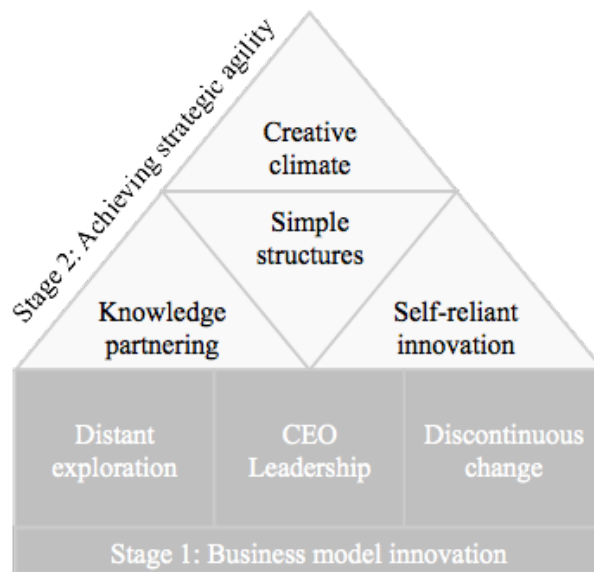 Stage 2: Achieving strategic agility
Creative
climate
Simple
structures
Knowledge
partnering
Self-reliant
innovation
Distant
exploration
CEO
Leadership
Discontinuous
change
Stage 1: Business model innovation